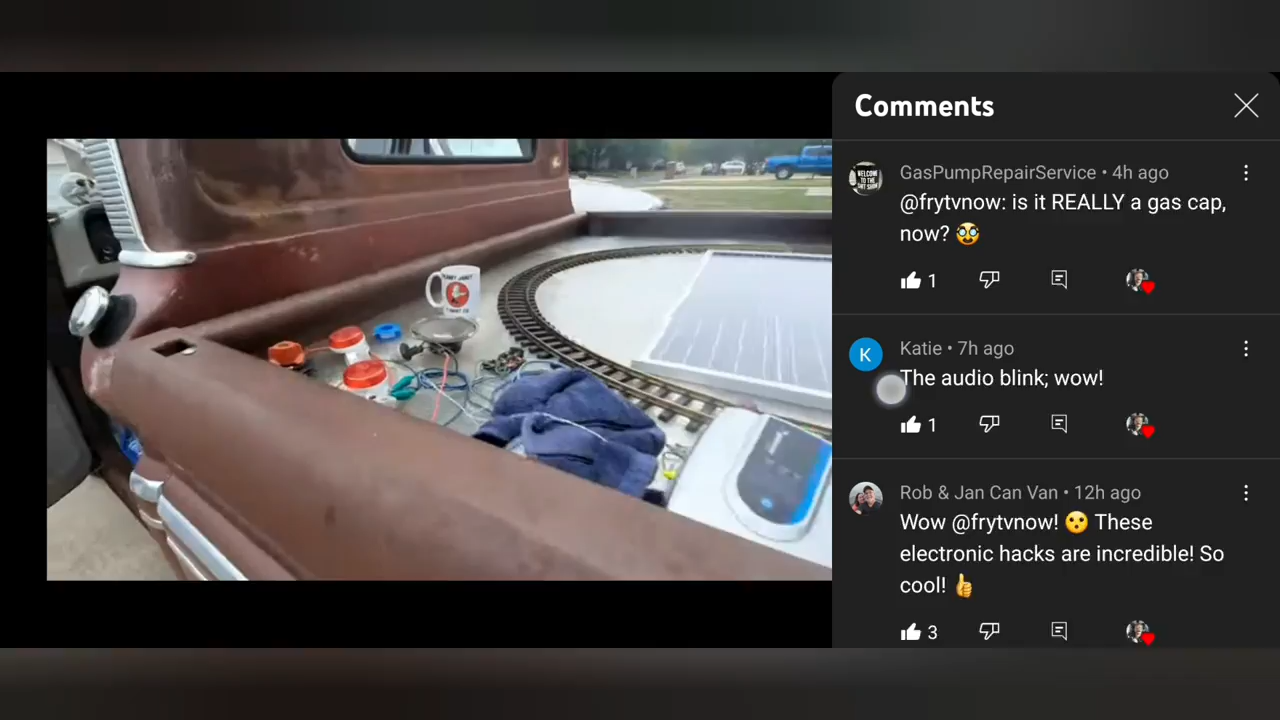 Comments
GasPumpRepairService • 4h ago
@frytvnow: is it REALLY a gas cap,
now? 🥸
1
Katie • 7h ago
K
The audio blink; wow!
1
Rob & Jan Can Van • 12h ago
Wow @frytvnow! 😮 These
electronic hacks are incredible! So
cool! 👍
3